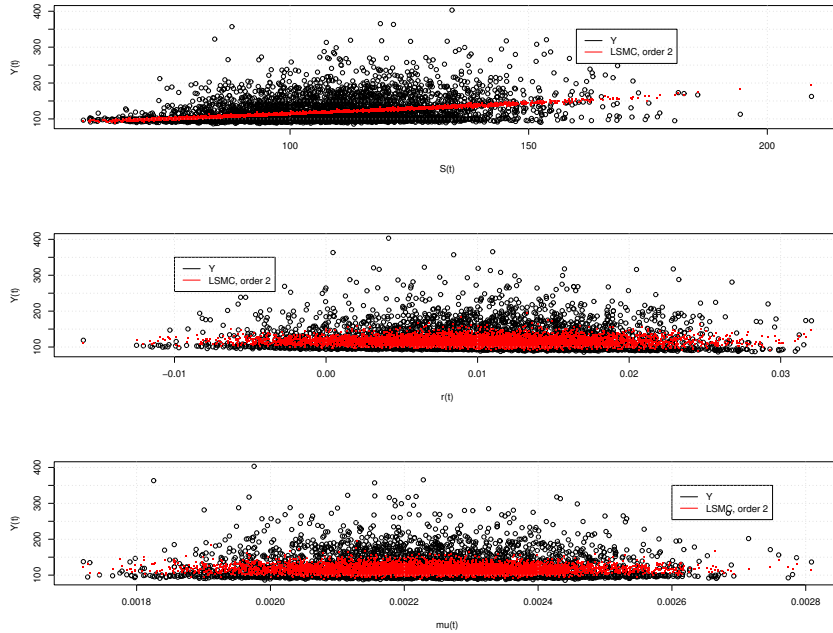 400
300
200
100
Y(t)
Y
LSMC, order 2
100
150
200
S(t)
400
300
200
100
Y(t)
Y
LSMC, order 2
−0.01
0.00
0.01
0.02
0.03
r(t)
400
300
200
100
Y(t)
Y
LSMC, order 2
0.0018
0.0020
0.0022
0.0024
0.0026
0.0028
mu(t)